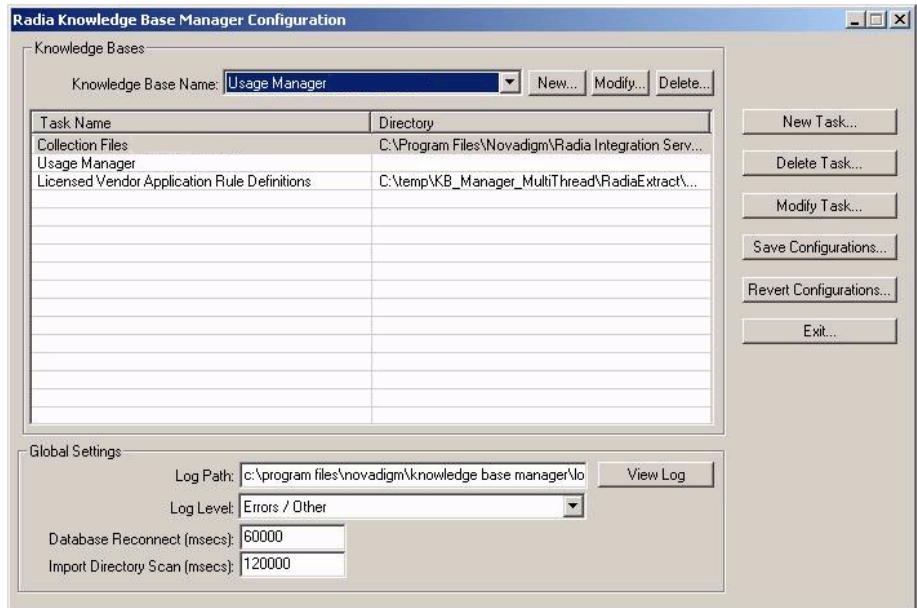 Radia Knowledge Base Manager Configuration
Knowledge Bases
Knowledge Base Name: Usage Manager New... Modify... Delete...
Task Name Directory
Collection Files C:\Program Files\Novadigm\Radia Integration Serv...
Usage Manager
Licensed Vendor Application Rule Definitions C:\temp\KB_Manager_MultiThread\RadiaExtract\...
New Task...
Delete Task...
Modify Task...
Save Configurations...
Revert Configurations...
Exit...
Global Settings
Log Path: c:\program files\novadigm\knowledge base manager\lo View Log
Log Level: Errors / Other
Database Reconnect (msecs): 60000
Import Directory Scan (msecs): 120000